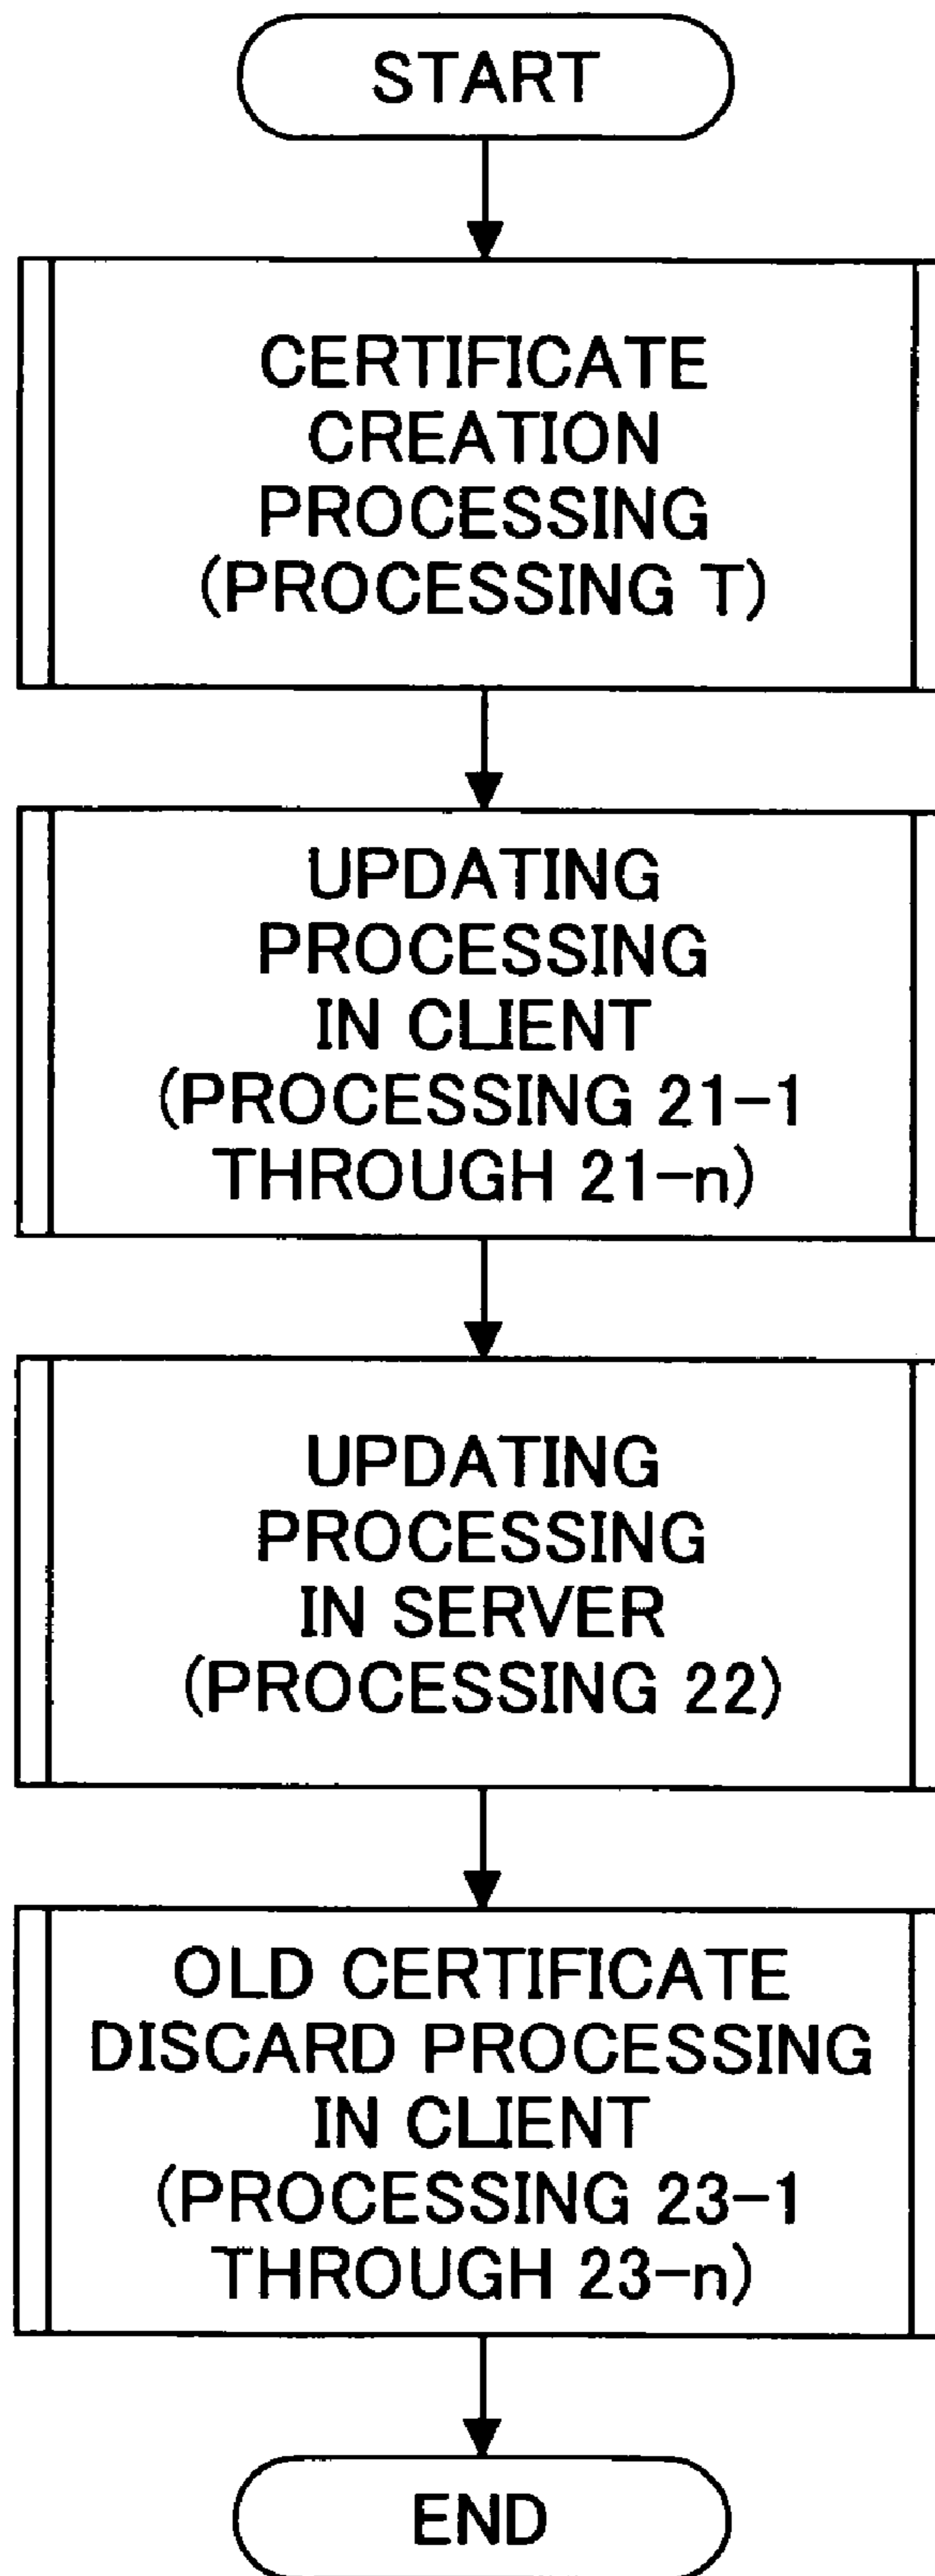 START
CERTIFICATE
CREATION
PROCESSING
(PROCESSING T)
UPDATING
PROCESSING
IN CLIENT
(PROCESSING 21-1
THROUGH 21-n)
UPDATING
PROCESSING
IN SERVER
(PROCESSING 22)
OLD CERTIFICATE
DISCARD PROCESSING
IN CLIENT
(PROCESSING 23-1
THROUGH 23-n)
END